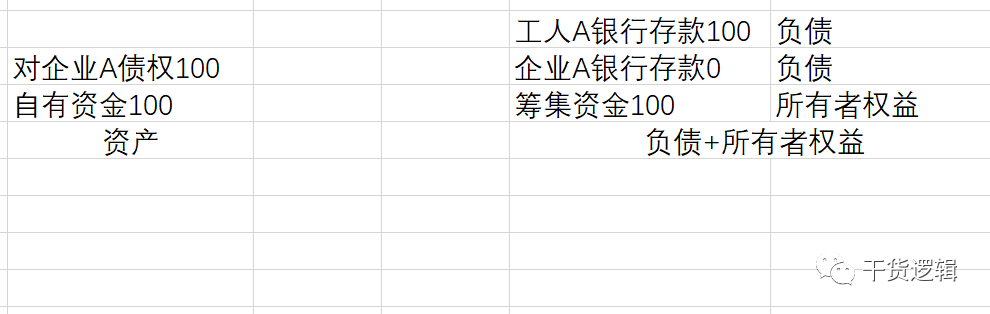 工人A银行存款100 负债
对企业A债权100 企业A银行存款0 负债
自有资金100 筹集资金100 所有者权益
资产 负债+所有者权益
干货逻辑